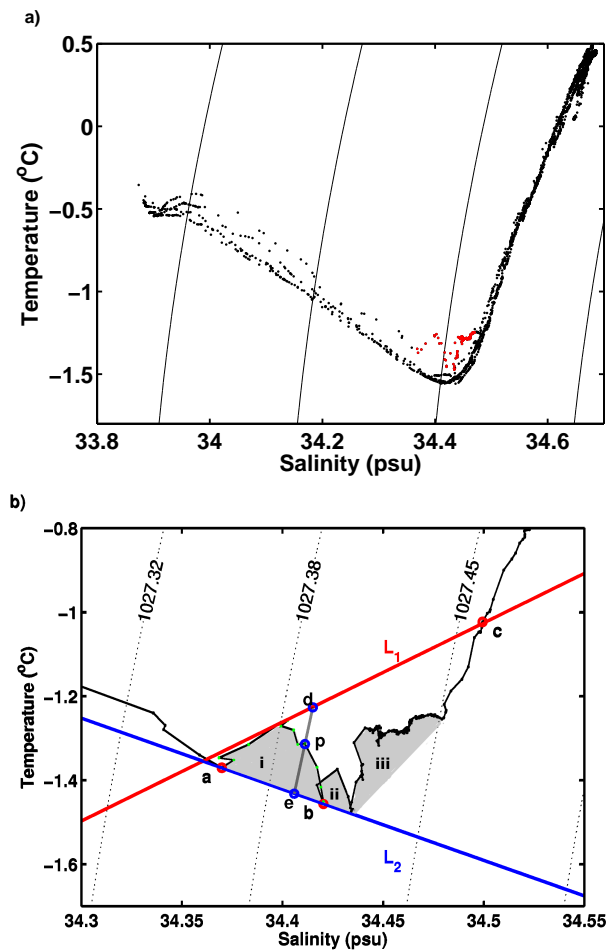 a)
0.5
0
−0.5
−1
−1.5
Temperature (°C)
33.8 34 34.2 34.4 34.6
Salinity (psu)
b)
−0.8
−1
−1.2
−1.4
−1.6
Temperature (°C)
1027.32
1027.38
1027.45
L1
c
d
p
i
iii
a
ii
e
b
L2
34.3 34.35 34.4 34.45 34.5 34.55
Salinity (psu)